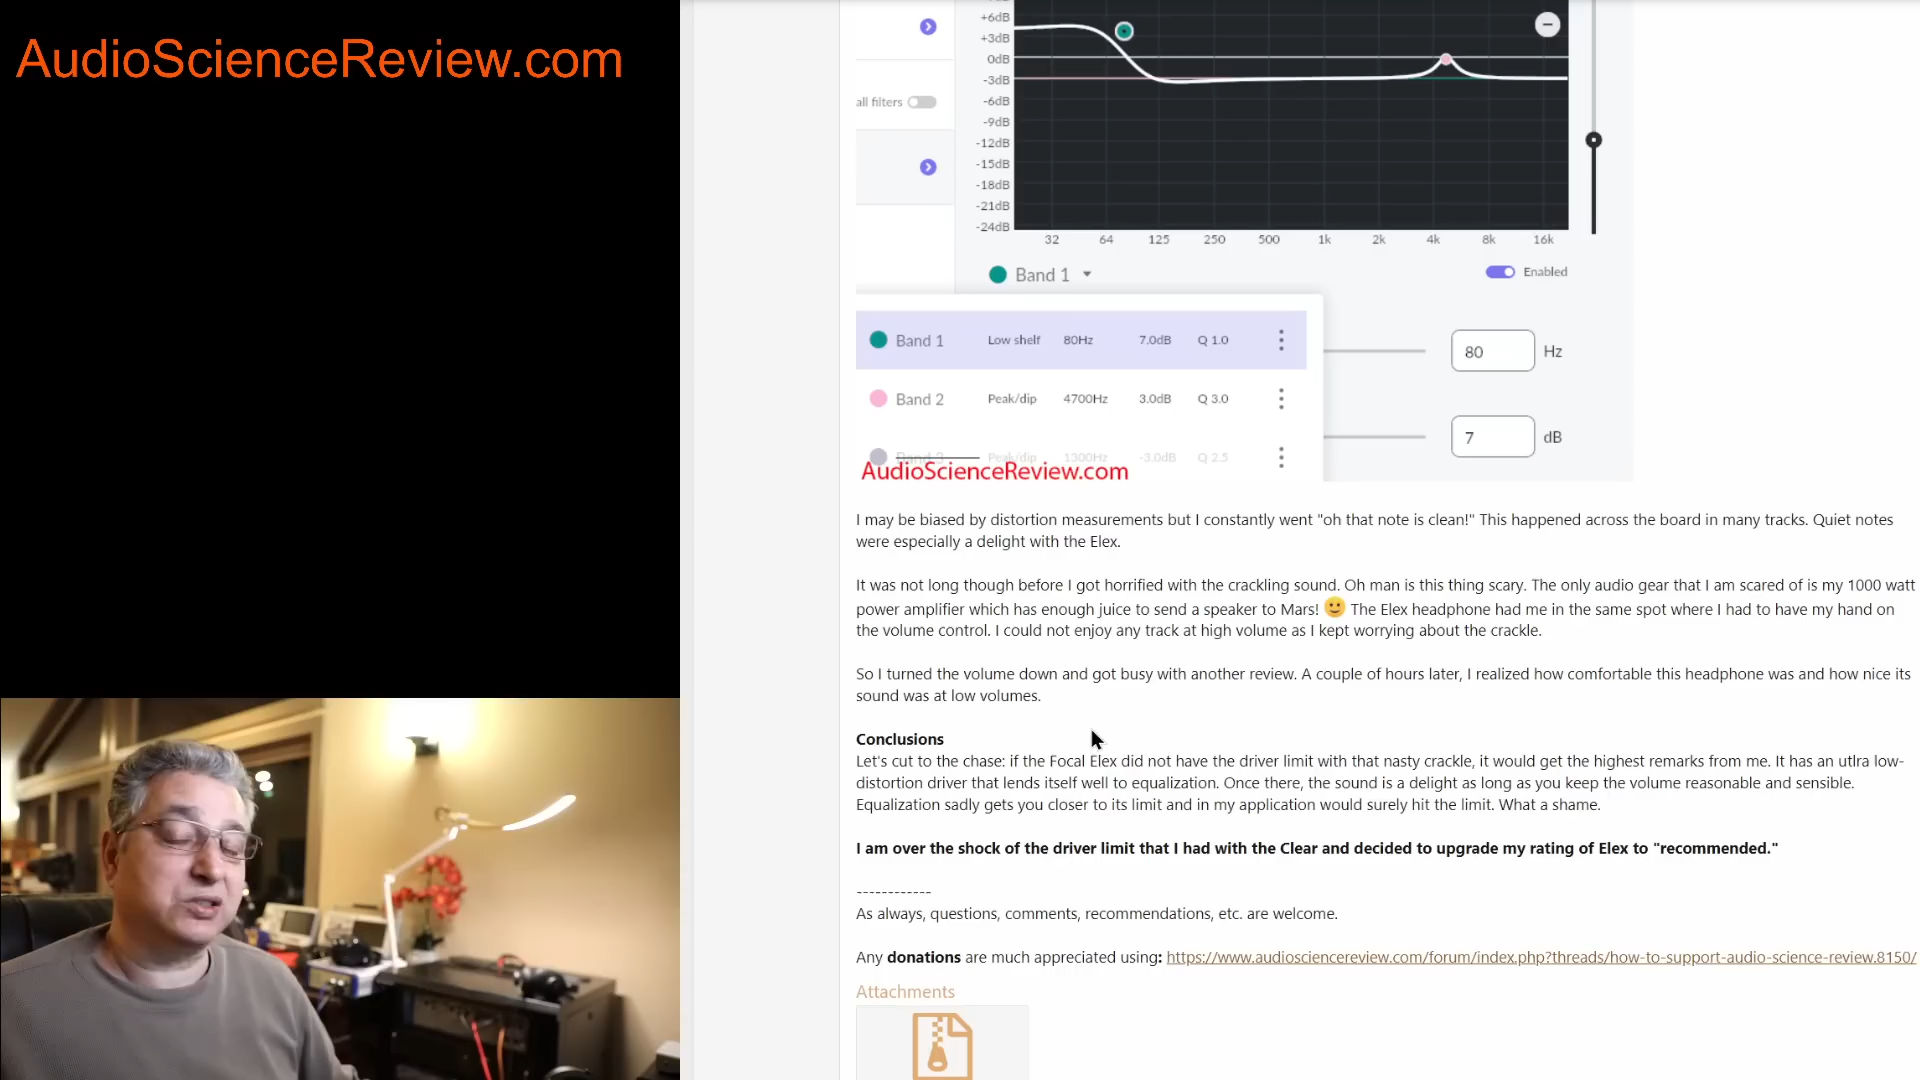 AudioScienceReview.com
+6dB
+3dB
0dB
-3dB
-6dB
-9dB
-12dB
-15dB
-18dB
-21dB
-24dB
all filters
32 64 125 250 500 1k 2k 4k 8k 16k
Band 1
Enabled
Band 1 Low shelf 80Hz 7.0dB Q 1.0
80 Hz
Band 2 Peak/dip 4700Hz 3.0dB Q 3.0
7 dB
Band 3 Peak/dip 1300Hz -3.0dB Q 2.5
AudioScienceReview.com
I may be biased by distortion measurements but I constantly went "oh that note is clean!" This happened across the board in many tracks. Quiet notes
were especially a delight with the Elex.
It was not long though before I got horrified with the crackling sound. Oh man is this thing scary. The only audio gear that I am scared of is my 1000 watt
power amplifier which has enough juice to send a speaker to Mars! 🙂 The Elex headphone had me in the same spot where I had to have my hand on
the volume control. I could not enjoy any track at high volume as I kept worrying about the crackle.
So I turned the volume down and got busy with another review. A couple of hours later, I realized how comfortable this headphone was and how nice its
sound was at low volumes.
Conclusions
Let's cut to the chase: if the Focal Elex did not have the driver limit with that nasty crackle, it would get the highest remarks from me. It has an utlra low-
distortion driver that lends itself well to equalization. Once there, the sound is a delight as long as you keep the volume reasonable and sensible.
Equalization sadly gets you closer to its limit and in my application would surely hit the limit. What a shame.
I am over the shock of the driver limit that I had with the Clear and decided to upgrade my rating of Elex to "recommended."
------------
As always, questions, comments, recommendations, etc. are welcome.
Any donations are much appreciated using: https://www.audiosciencereview.com/forum/index.php?threads/how-to-support-audio-science-review.8150/
Attachments